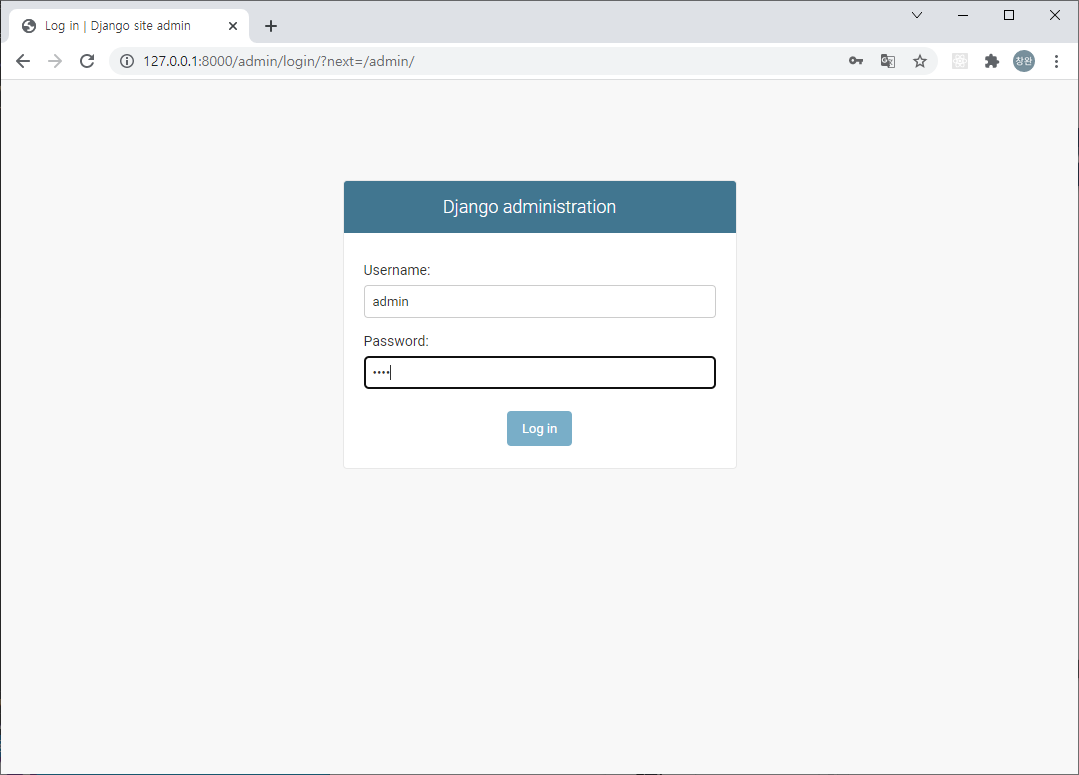 Log in | Django site admin
127.0.0.1:8000/admin/login/?next=/admin/
창완
Django administration
Username:
admin
Password:
••••
Log in